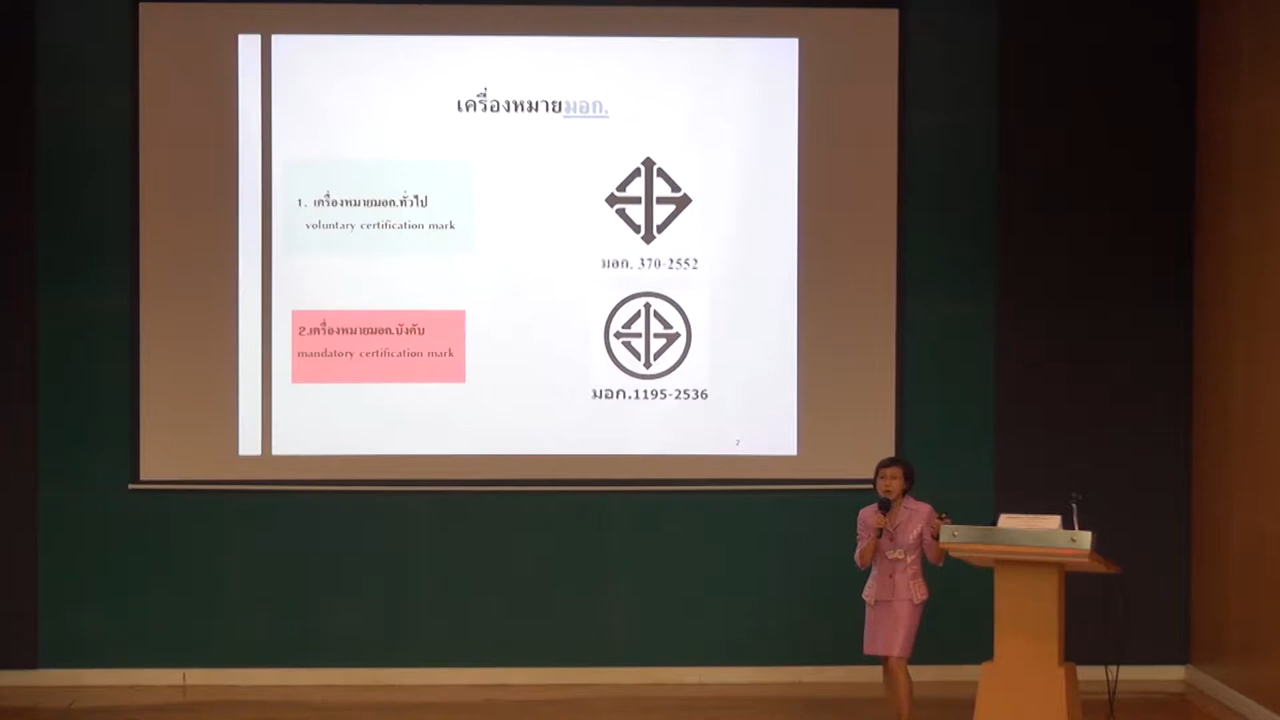 เครื่องหมายมอก.
1. เครื่องหมายมอก.ทั่วไป
voluntary certification mark
มอก. 370-2552
2.เครื่องหมายมอก.บังคับ
mandatory certification mark
มอก.1195-2536
2